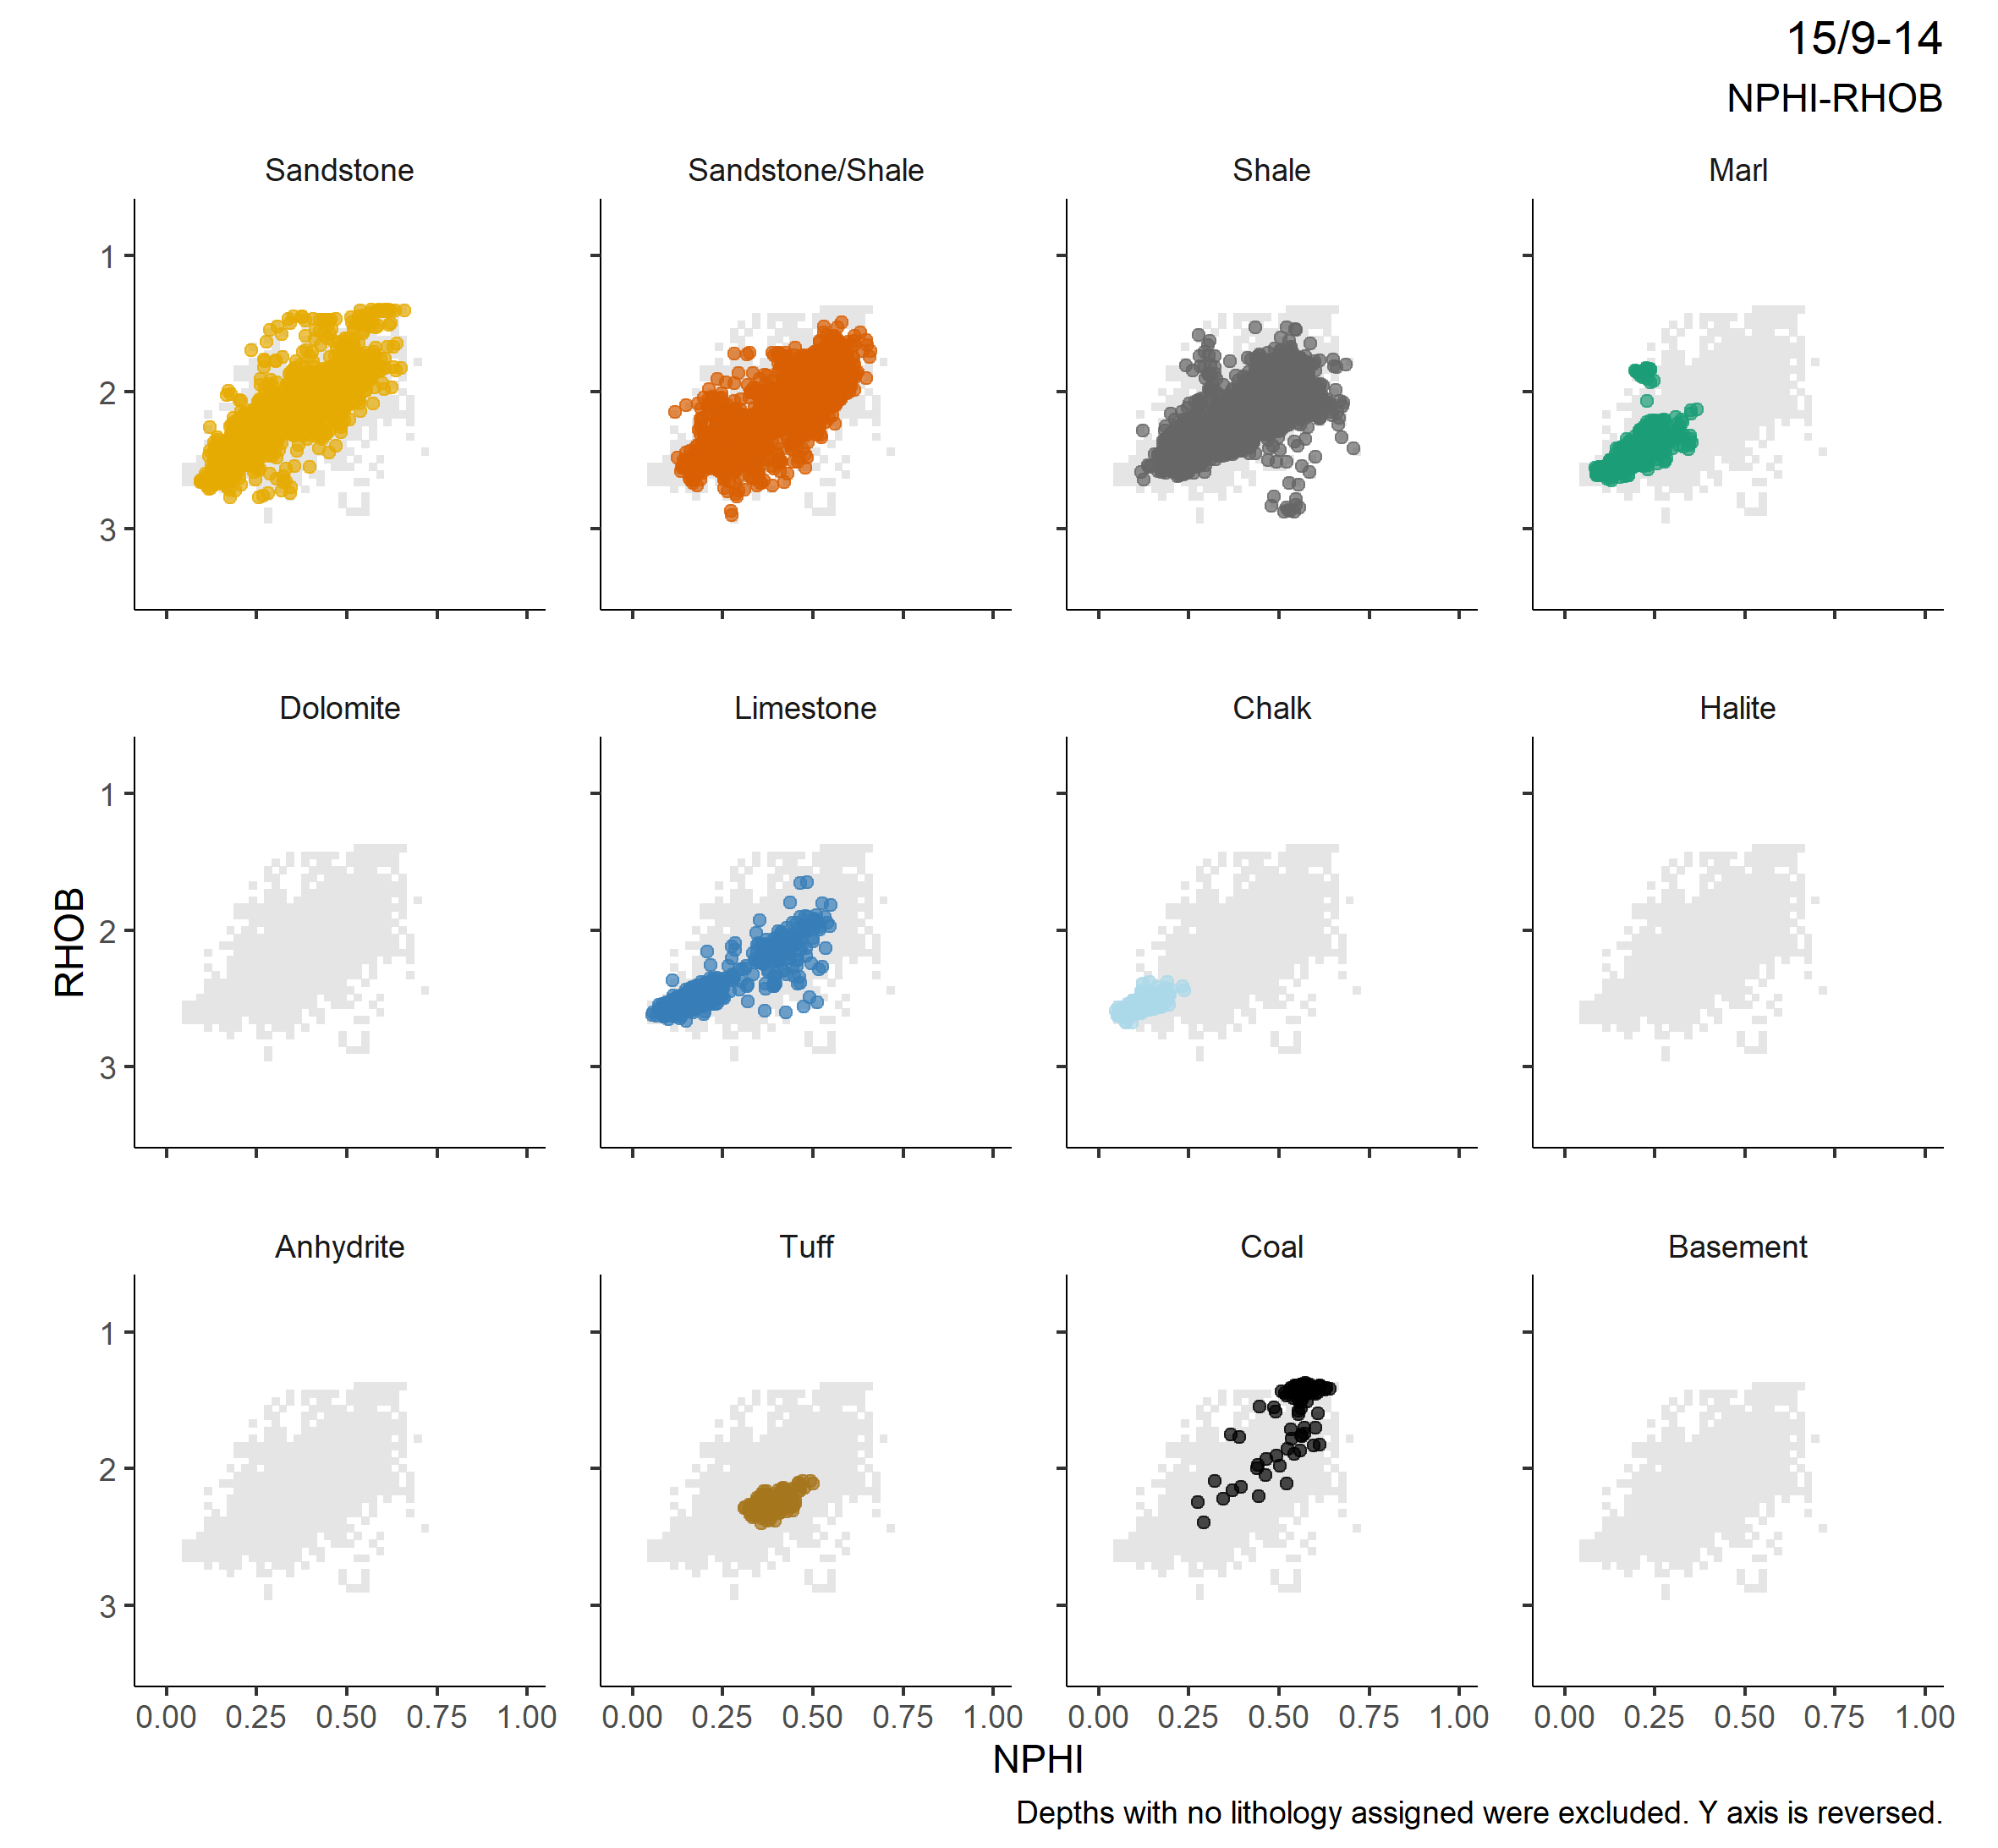 15/9-14
NPHI-RHOB
Sandstone Sandstone/Shale Shale Marl
1
2
3
Dolomite Limestone Chalk Halite
1
2
3
RHOB
Anhydrite Tuff Coal Basement
1
2
3
0.00 0.25 0.50 0.75 1.00 0.00 0.25 0.50 0.75 1.00 0.00 0.25 0.50 0.75 1.00 0.00 0.25 0.50 0.75 1.00
NPHI
Depths with no lithology assigned were excluded. Y axis is reversed.